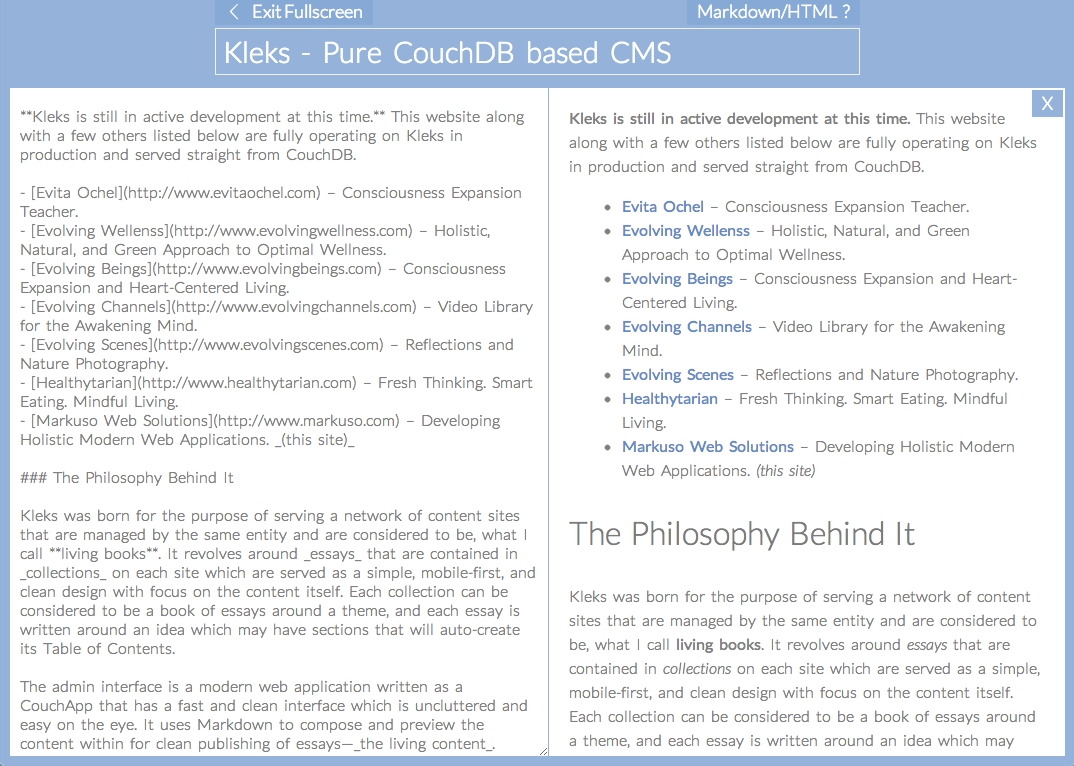 Exit Fullscreen
Markdown/HTML ?
Kleks - Pure CouchDB based CMS
**Kleks is still in active development at this time.** This website along
with a few others listed below are fully operating on Kleks in
production and served straight from CouchDB.
- [Evita Ochel](http://www.evitaochel.com) – Consciousness Expansion
Teacher.
- [Evolving Wellenss](http://www.evolvingwellness.com) – Holistic,
Natural, and Green Approach to Optimal Wellness.
- [Evolving Beings](http://www.evolvingbeings.com) – Consciousness
Expansion and Heart-Centered Living.
- [Evolving Channels](http://www.evolvingchannels.com) – Video Library
for the Awakening Mind.
- [Evolving Scenes](http://www.evolvingscenes.com) – Reflections and
Nature Photography.
- [Healthytarian](http://www.healthytarian.com) – Fresh Thinking. Smart
Eating. Mindful Living.
- [Markuso Web Solutions](http://www.markuso.com) – Developing
Holistic Modern Web Applications. _(this site)_
### The Philosophy Behind It
Kleks was born for the purpose of serving a network of content sites
that are managed by the same entity and are considered to be, what I
call **living books**. It revolves around _essays_ that are contained in
_collections_ on each site which are served as a simple, mobile-first, and
clean design with focus on the content itself. Each collection can be
considered to be a book of essays around a theme, and each essay is
written around an idea which may have sections that will auto-create
its Table of Contents.
The admin interface is a modern web application written as a
CouchApp that has a fast and clean interface which is uncluttered and
easy on the eye. It uses Markdown to compose and preview the
content within for clean publishing of essays—_the living content_.
X
Kleks is still in active development at this time. This website
along with a few others listed below are fully operating on Kleks
in production and served straight from CouchDB.
• Evita Ochel – Consciousness Expansion Teacher.
• Evolving Wellenss – Holistic, Natural, and Green
Approach to Optimal Wellness.
• Evolving Beings – Consciousness Expansion and Heart-
Centered Living.
• Evolving Channels – Video Library for the Awakening
Mind.
• Evolving Scenes – Reflections and Nature Photography.
• Healthytarian – Fresh Thinking. Smart Eating. Mindful
Living.
• Markuso Web Solutions – Developing Holistic Modern
Web Applications. (this site)
The Philosophy Behind It
Kleks was born for the purpose of serving a network of content
sites that are managed by the same entity and are considered to
be, what I call living books. It revolves around essays that are
contained in collections on each site which are served as a simple,
mobile-first, and clean design with focus on the content itself.
Each collection can be considered to be a book of essays around
a theme, and each essay is written around an idea which may